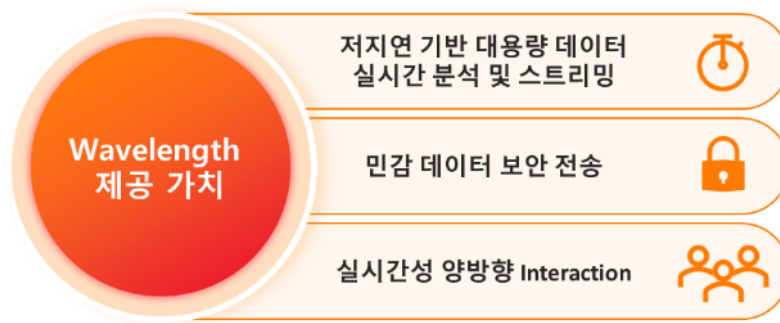 Wavelength
제공 가치
저지연 기반 대용량 데이터
실시간 분석 및 스트리밍
민감 데이터 보안 전송
실시간성 양방향 Interaction